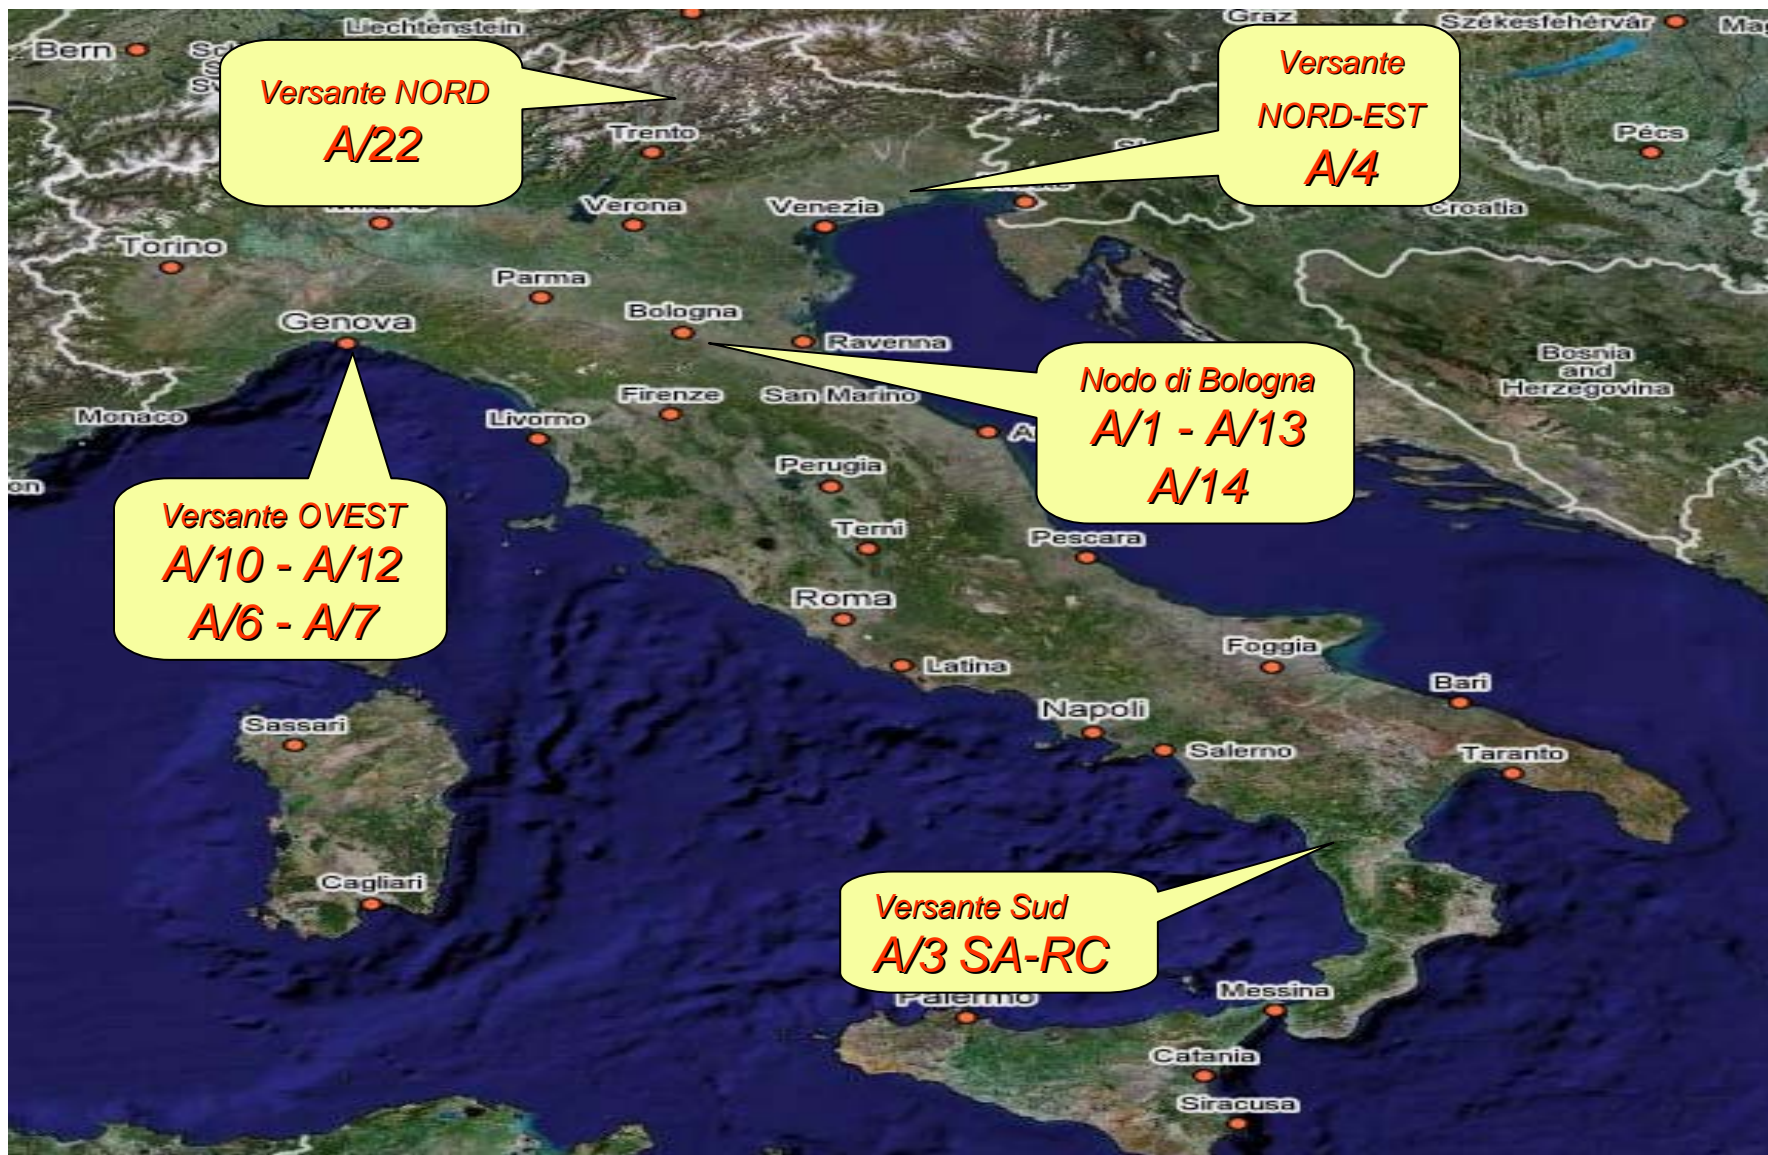 Liechtenstein
Graz
Székesfehérvár
Bern
Versante NORD
A/22
Versante
NORD-EST
A/4
Trento
Pécs
Verona
Venezia
Croatia
Torino
Parma
Bologna
Genova
Ravenna
Bosnia
and
Herzegovina
Nodo di Bologna
A/1 - A/13
A/14
Firenze
San Marino
Monaco
Livorno
Perugia
Versante OVEST
A/10 - A/12
A/6 - A/7
Terni
Pescara
Roma
Foggia
Latina
Bari
Napoli
Sassari
Salerno
Taranto
Cagliari
Versante Sud
A/3 SA-RC
Palermo
Messina
Catania
Siracusa